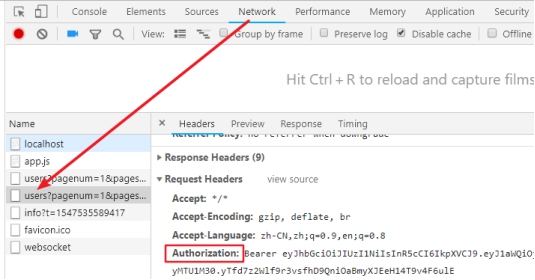 Elements Console Sources Network Performance Memory Application Security
View: Group by frame Preserve log Disable cache Offline
Hit Ctrl + R to reload and capture films
Name
localhost
app.js
users?pagenum=1&pages...
users?pagenum=1&pages...
info?t=1547535589417
favicon.ico
websocket
× Headers Preview Response Timing
Referrer Policy: no-referrer-when-downgrade
Response Headers (9)
Request Headers view source
Accept: */*
Accept-Encoding: gzip, deflate, br
Accept-Language: zh-CN,zh;q=0.9,en;q=0.8
Authorization: Bearer eyJhbGciOiJIUzI1NiIsInR5cCI6IkpXVCJ9.eyJ1aWQiOj
yMTU1M30.yTfd7z2Wlf9r3vsfhD9QniOaBmyXJEeH14T9v4F6ulE